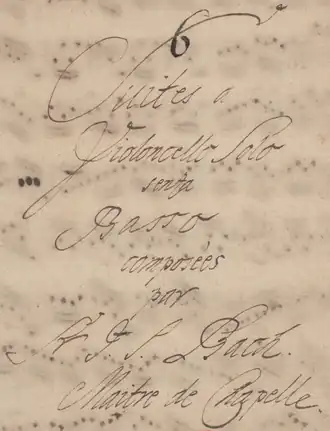 6
Suites a
Violoncello Solo
senza
Basso
composées
par
Sr. J. S. Bach.
Maitre de Chapelle.